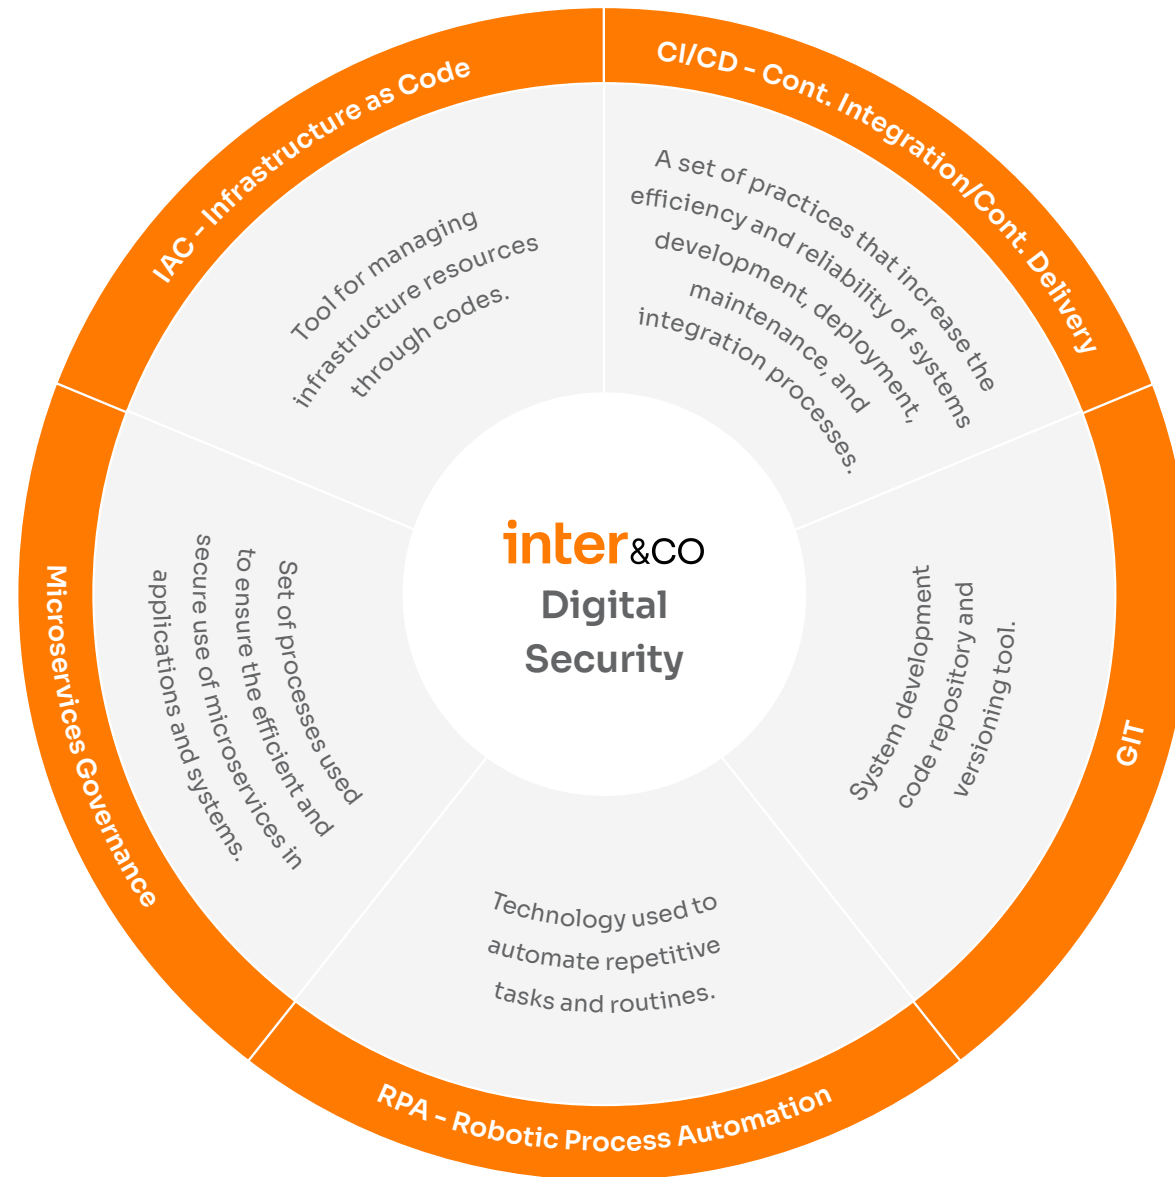 inter&CO
Digital
Security
CI/CD - Cont. Integration/Cont. Delivery
A set of practices that increase the
efficiency and reliability of systems
development, deployment,
maintenance, and
integration processes.
GIT
System development
code repository and
versioning tool.
RPA - Robotic Process Automation
Technology used to
automate repetitive
tasks and routines.
Microservices Governance
Set of processes used
to ensure the efficient and
secure use of microservices in
applications and systems.
IAC - Infrastructure as Code
Tool for managing
infrastructure resources
through codes.